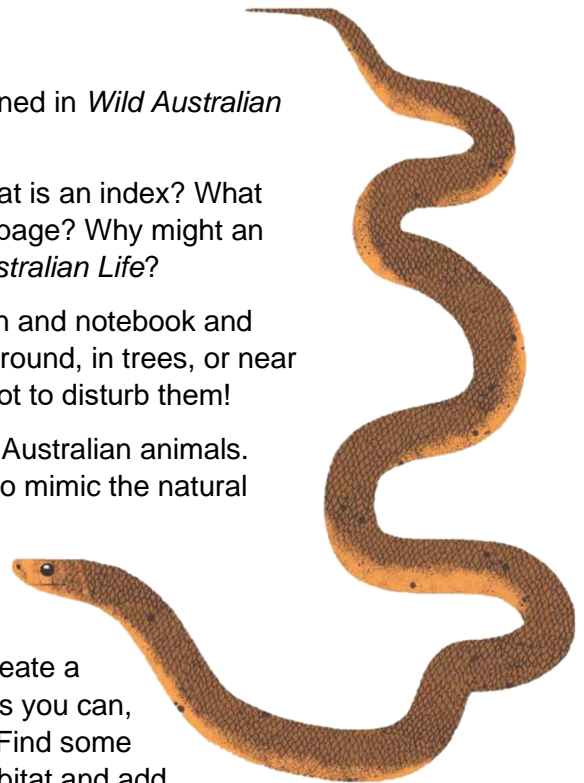 ned in Wild Australian
at is an index? What
page? Why might an
stralian Life?
n and notebook and
round, in trees, or near
ot to disturb them!
Australian animals.
o mimic the natural
eate a
s you can,
Find some
bitat and add